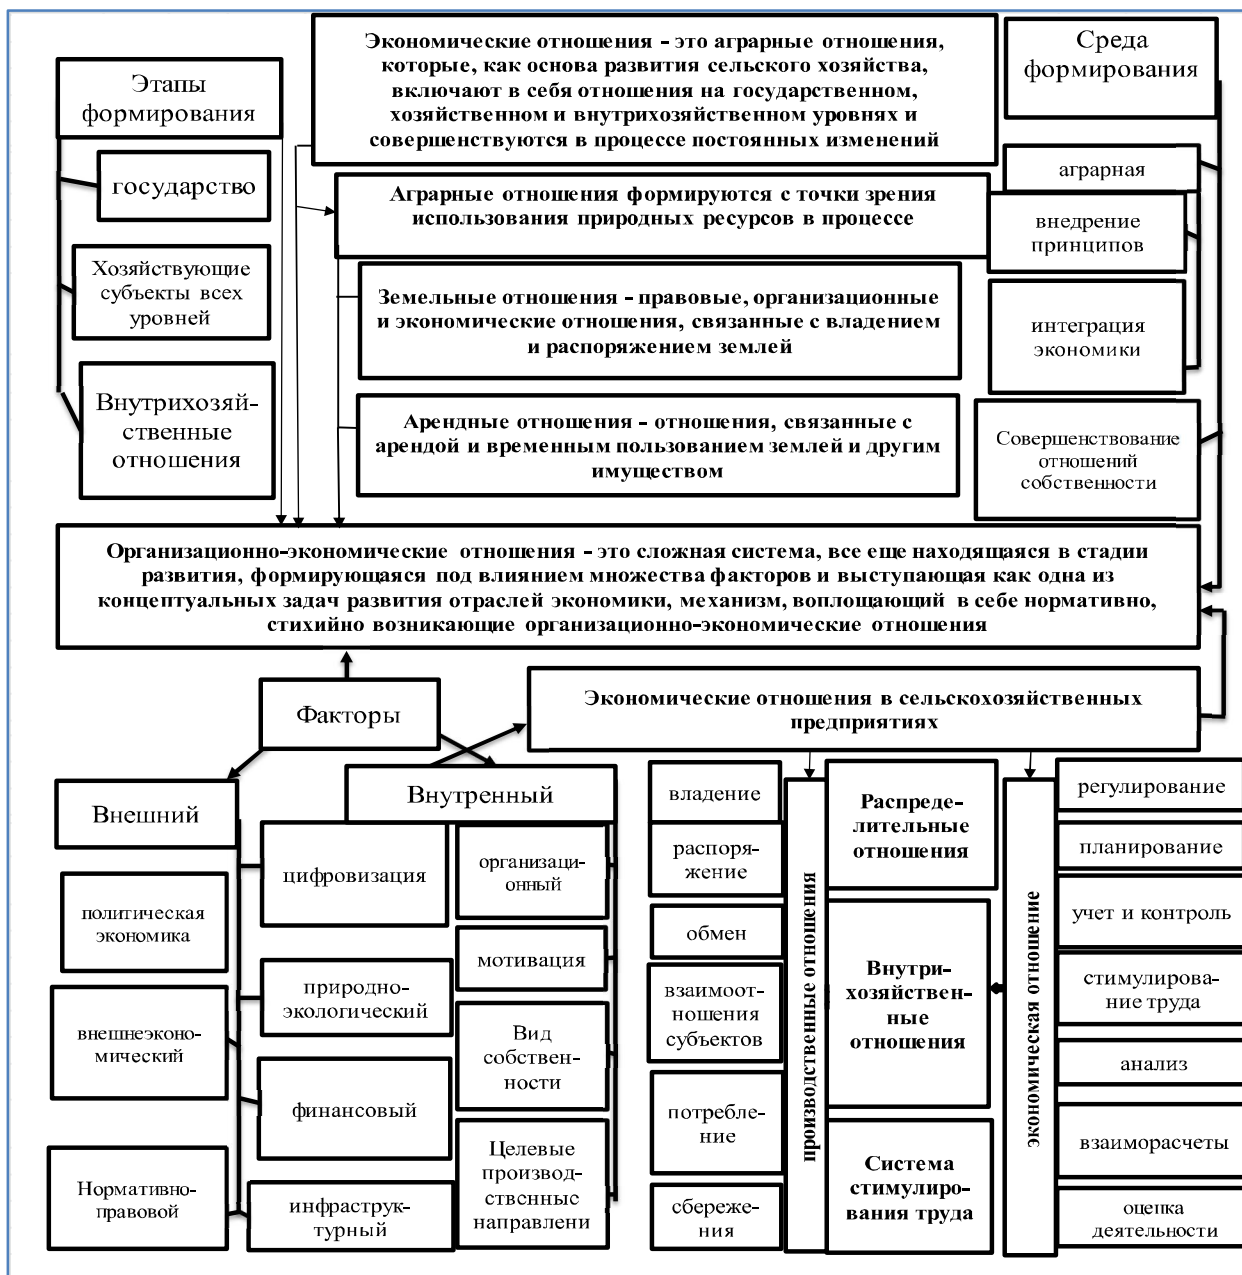 Экономические отношения - это аграрные отношения,
которые, как основа развития сельского хозяйства,
включают в себя отношения на государственном,
хозяйственном и внутрихозяйственном уровнях и
совершенствуются в процессе постоянных изменений
Среда
формирования
Этапы
формирования
государство
Хозяйствующие
субъекты всех
уровней
Внутрихозяй-
ственные
отношения
Аграрные отношения формируются с точки зрения
использования природных ресурсов в процессе
Земельные отношения - правовые, организационные
и экономические отношения, связанные с владением
и распоряжением землей
Арендные отношения - отношения, связанные с
арендой и временным пользованием землей и другим
имуществом
аграрная
внедрение
принципов
интеграция
экономики
Совершенствование
отношений
собственности
Организационно-экономические отношения - это сложная система, все еще находящаяся в стадии
развития, формирующаяся под влиянием множества факторов и выступающая как одна из
концептуальных задач развития отраслей экономики, механизм, воплощающий в себе нормативно,
стихийно возникающие организационно-экономические отношения
Факторы
Экономические отношения в сельскохозяйственных
предприятиях
Внешний
политическая
экономика
внешнеэконо-
мический
Нормативно-
правовой
цифровизация
природно-
экологический
финансовый
инфраструк-
турный
Внутренный
организаци-
онный
мотивация
Вид
собствен-
ности
Целевые
производ-
ственные
направлени
владение
распоря-
жение
обмен
взаимоот-
ношения
субъектов
потребле-
ние
сбереже-
ния
производственные отношения
Распреде-
лительные
отношения
Внутри-
хозяйствен-
ные
отношения
Система
стимулиро-
вания труда
экономическая отношение
регулирование
планирование
учет и контроль
стимулирова-
ние труда
анализ
взаиморасчеты
оценка
деятельности